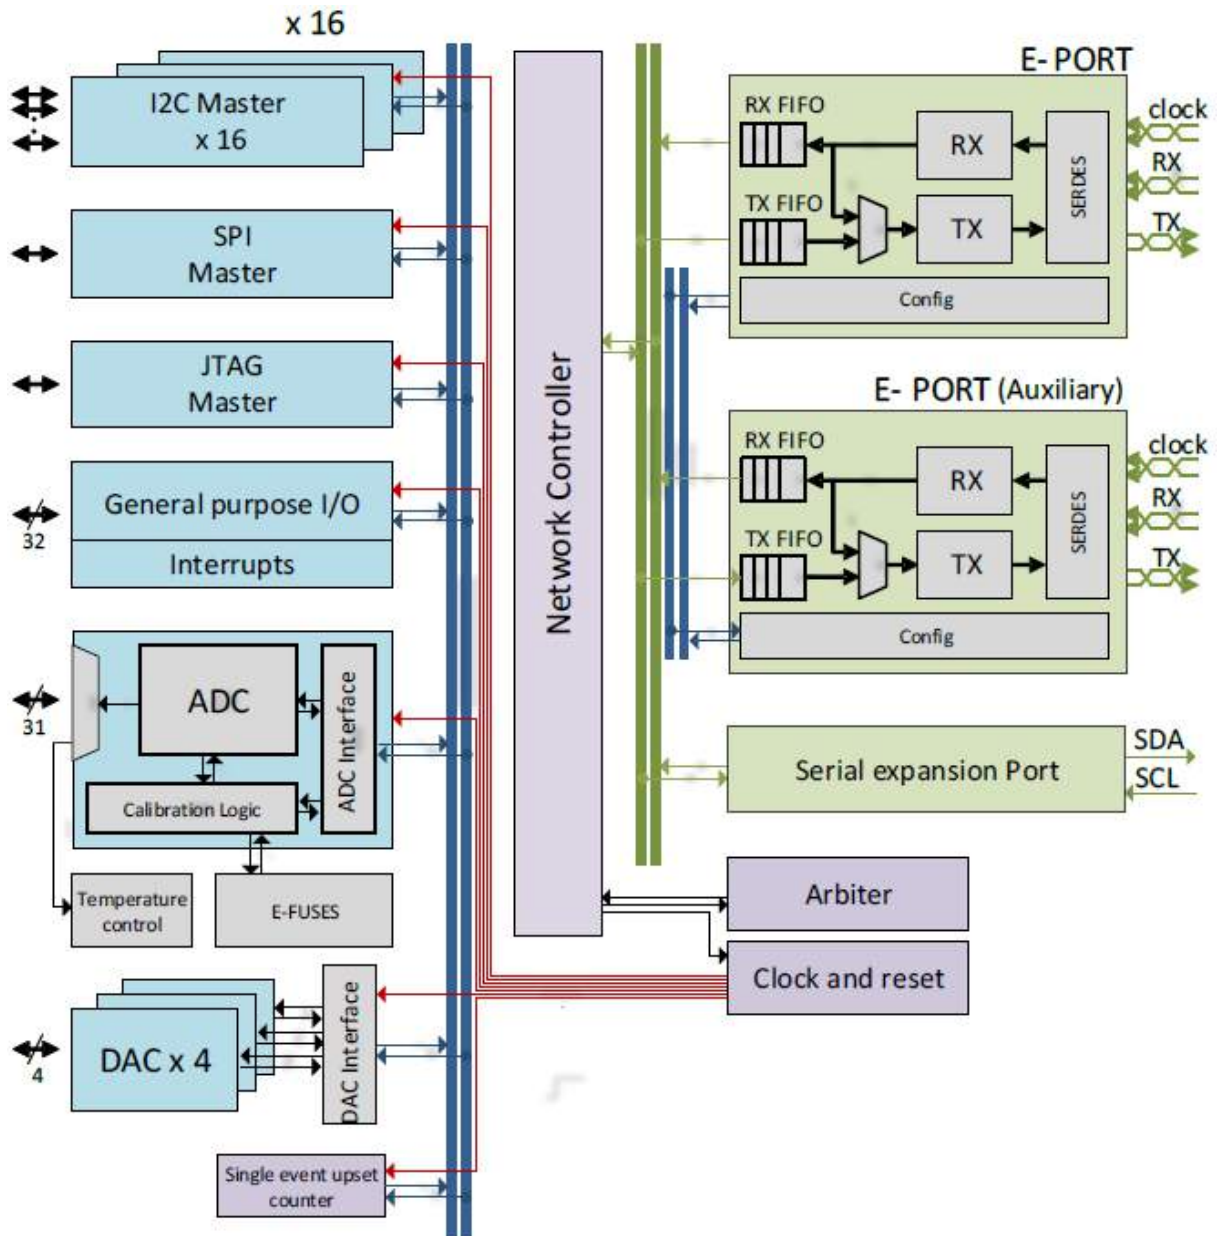 x 16
I2C Master
x 16
SPI
Master
JTAG
Master
General purpose I/O
32
Interrupts
ADC
31
ADC Interface
Calibration Logic
Temperature
control
E-FUSES
DAC x 4
4
DAC Interface
Single event upset
counter
Network Controller
E- PORT
RX FIFO
RX
TX FIFO
TX
SERDES
Config
clock
RX
TX
E- PORT (Auxiliary)
RX FIFO
RX
TX FIFO
TX
SERDES
Config
clock
RX
TX
Serial expansion Port
SDA
SCL
Arbiter
Clock and reset